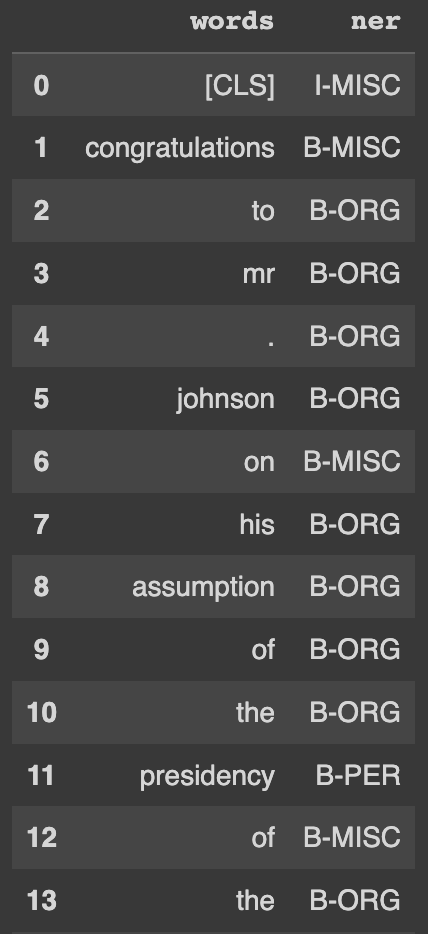 words ner
0 [CLS] I-MISC
1 congratulations B-MISC
2 to B-ORG
3 mr B-ORG
4 . B-ORG
5 johnson B-ORG
6 on B-MISC
7 his B-ORG
8 assumption B-ORG
9 of B-ORG
10 the B-ORG
11 presidency B-PER
12 of B-MISC
13 the B-ORG